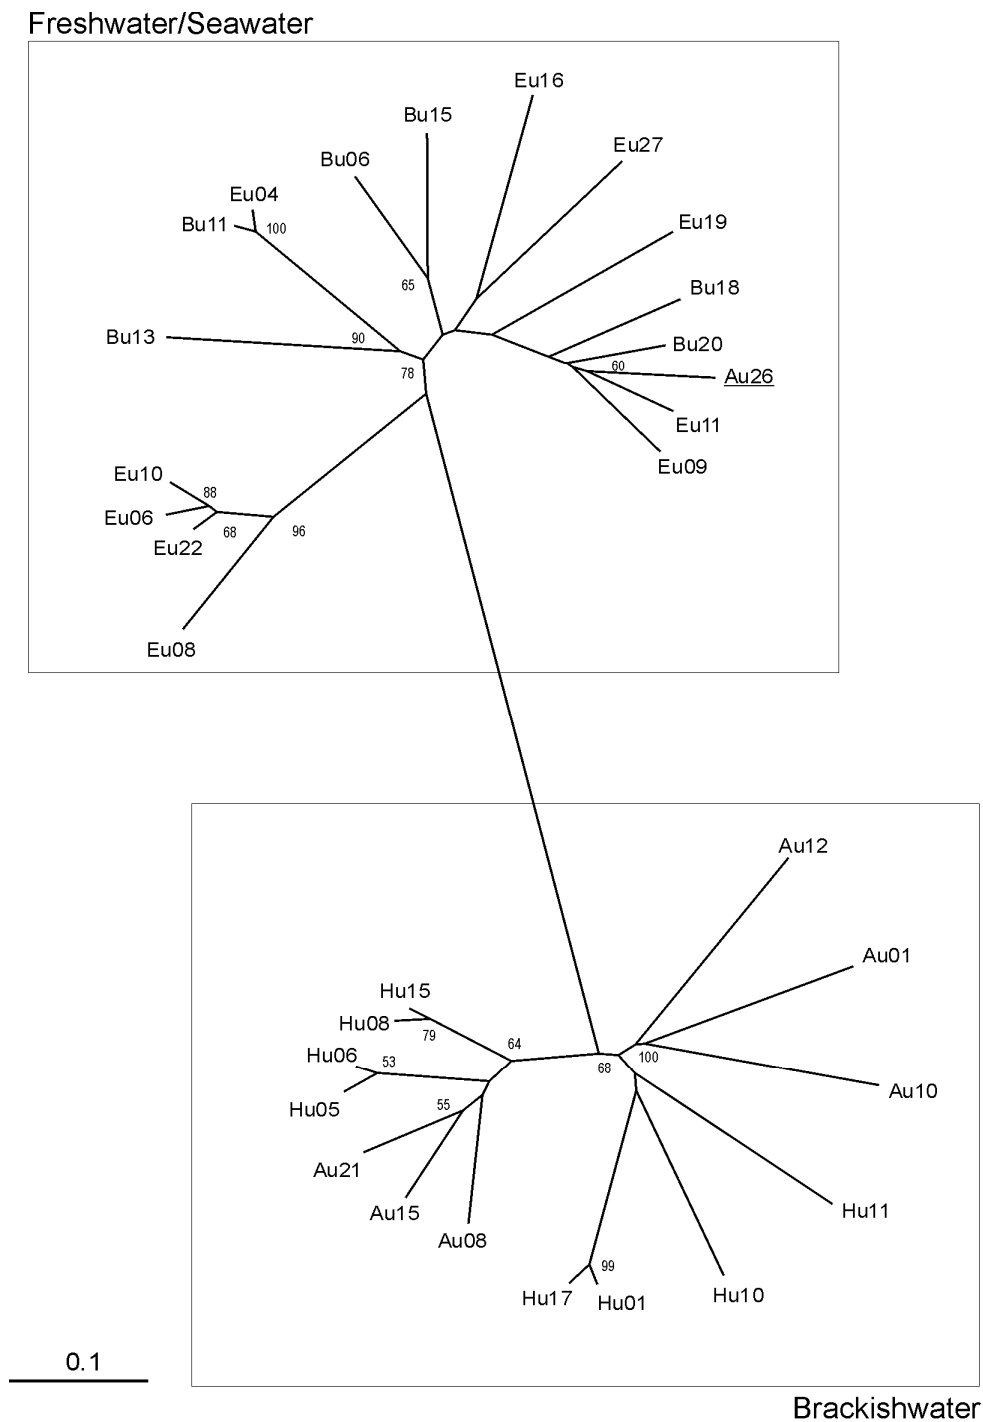 Freshwater/Seawater
Eu16
Bu15
Eu27
Bu06
Eu04
Bu11
100
Eu19
65
Bu18
Bu13
90
Bu20
78
60
Au26
Eu11
Eu09
Eu10
88
Eu06
68
96
Eu22
Eu08
Au12
Au01
Hu15
Hu08
79
64
Hu06
53
68
100
Au10
Hu05
55
Au21
Au15
Hu11
Au08
99
Hu17
Hu01
Hu10
0.1
Brackishwater